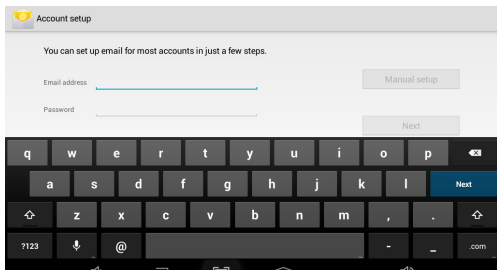 Account setup
You can set up email for most accounts in just a few steps.
Email address
Manual setup
Password
Next
q w e r t y u i o p
a s d f g h j k l Next
z x c v b n m , .
?123 @ - _ .com